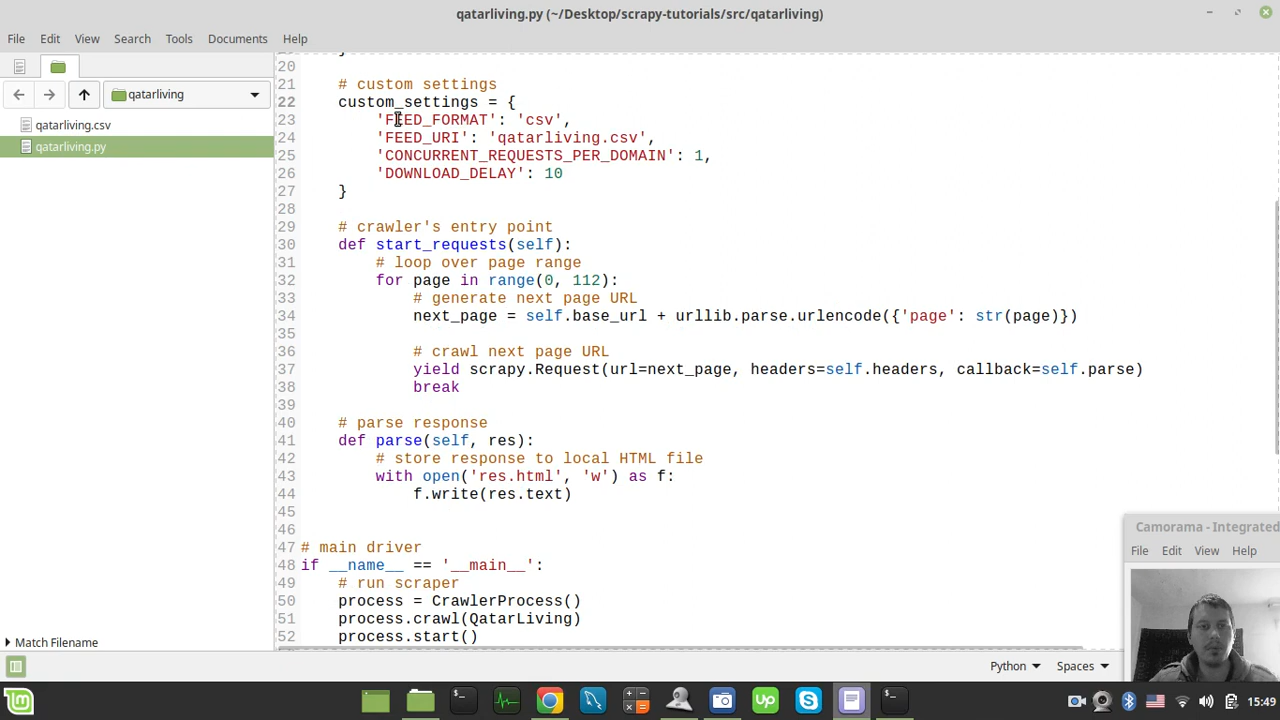 qatarliving.py (~/Desktop/scrapy-tutorials/src/qatarliving)
File Edit View Search Tools Documents Help
qatarliving
qatarliving.csv
qatarliving.py
20
21 # custom settings
22 custom_settings = {
23 'FEED_FORMAT': 'csv',
24 'FEED_URI': 'qatarliving.csv',
25 'CONCURRENT_REQUESTS_PER_DOMAIN': 1,
26 'DOWNLOAD_DELAY': 10
27 }
28
29 # crawler's entry point
30 def start_requests(self):
31 # loop over page range
32 for page in range(0, 112):
33 # generate next page URL
34 next_page = self.base_url + urllib.parse.urlencode({'page': str(page)})
35
36 # crawl next page URL
37 yield scrapy.Request(url=next_page, headers=self.headers, callback=self.parse)
38 break
39
40 # parse response
41 def parse(self, res):
42 # store response to local HTML file
43 with open('res.html', 'w') as f:
44 f.write(res.text)
45
46
47 # main driver
48 if __name__ == '__main__':
49 # run scraper
50 process = CrawlerProcess()
51 process.crawl(QatarLiving)
52 process.start()
Match Filename
Python Spaces
Camorama - Integrated
File Edit View Help
15:49